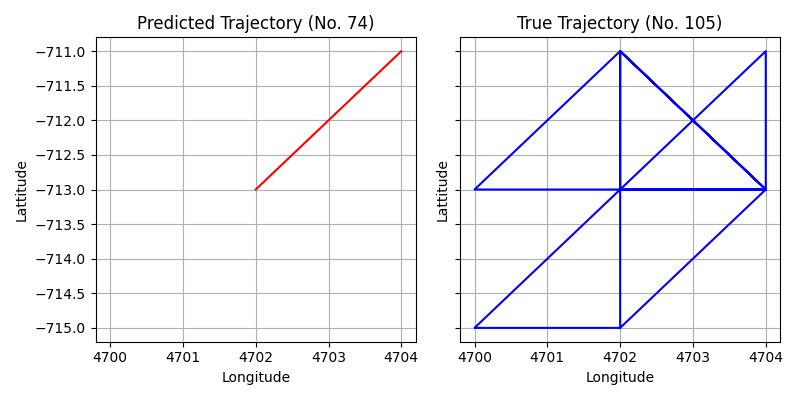 Predicted Trajectory (No. 74)
True Trajectory (No. 105)
−711.0
−711.5
−712.0
−712.5
−713.0
−713.5
−714.0
−714.5
−715.0
Lattitude
Lattitude
4700 4701 4702 4703 4704
4700 4701 4702 4703 4704
Longitude
Longitude